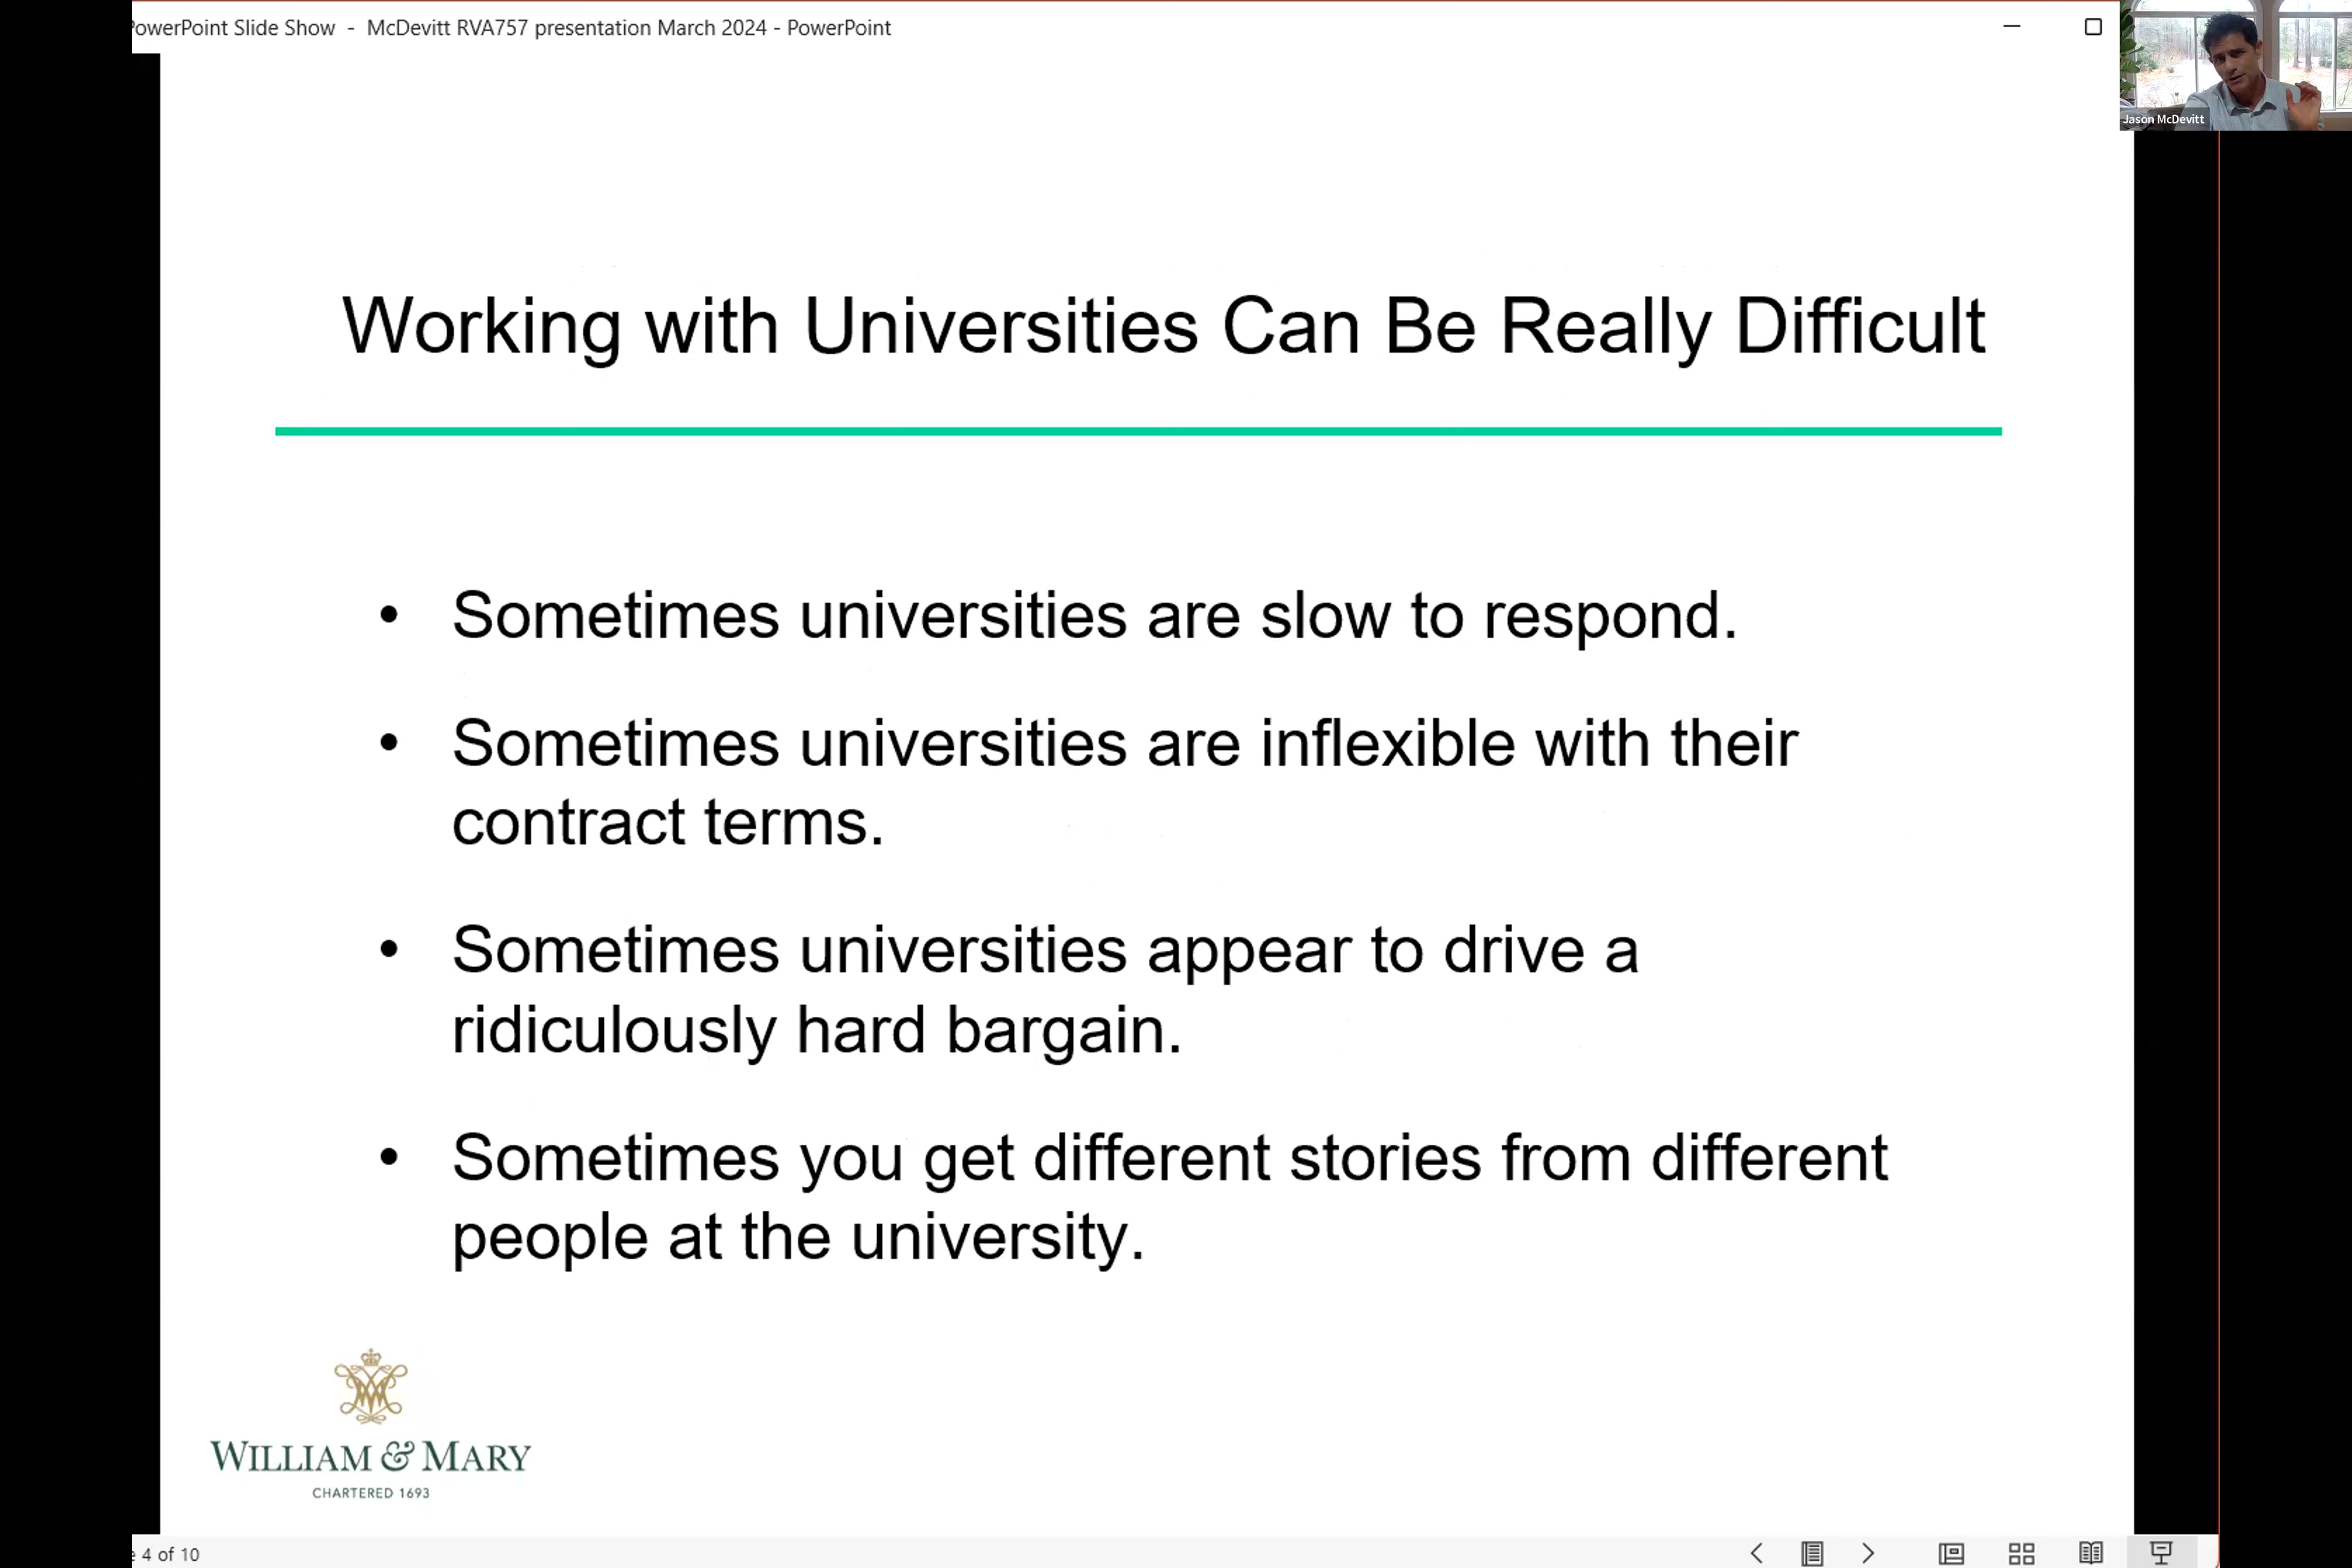 PowerPoint Slide Show - McDevitt RVA757 presentation March 2024 - PowerPoint
Jason McDevitt
Working with Universities Can Be Really Difficult
• Sometimes universities are slow to respond.
• Sometimes universities are inflexible with their
contract terms.
• Sometimes universities appear to drive a
ridiculously hard bargain.
• Sometimes you get different stories from different
people at the university.
WILLIAM & MARY
CHARTERED 1693
4 of 10